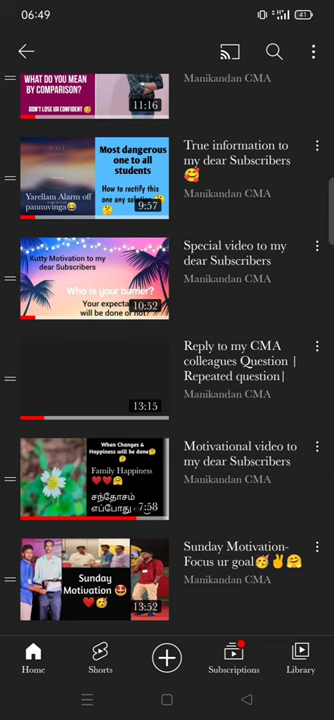 06:49
41
WHAT DO YOU MEAN
BY COMPARISON?
DON'T LOSE UR CONFIDENT 😥
11:16
Manikandan CMA
Yarellam Alarm off
pannuvinga😂
Most dangerous
one to all
students
How to rectify this
one any solution
9:57
True information to
my dear Subscribers
🥰
Manikandan CMA
Kutty Motivation to my
dear Subscribers
Who is your barrier?
Your expecta
will be done or not?
10:52
Special video to my
dear Subscribers
Manikandan CMA
13:15
Reply to my CMA
colleagues Question |
Repeated question|
Manikandan CMA
When Changes &
Happiness will be done🤔
Family Happiness
❤️❤️🤗
சந்தோசம்
எப்போது
7:58
Motivational video to
my dear Subscribers
Manikandan CMA
Sunday
Motivation 🤩
❤️🥳
13:52
Sunday Motivation-
Focus ur goal🥳✌️🤗
Manikandan CMA
Home
Shorts
Subscriptions
Library